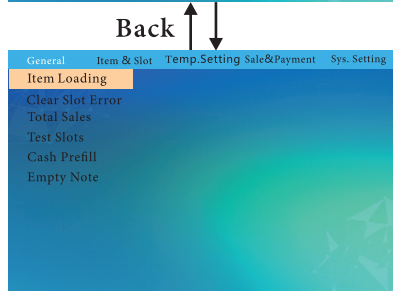 Back
General Item & Slot Temp.Setting Sale&Payment Sys. Setting
Item Loading
Clear Slot Error
Total Sales
Test Slots
Cash Prefill
Empty Note